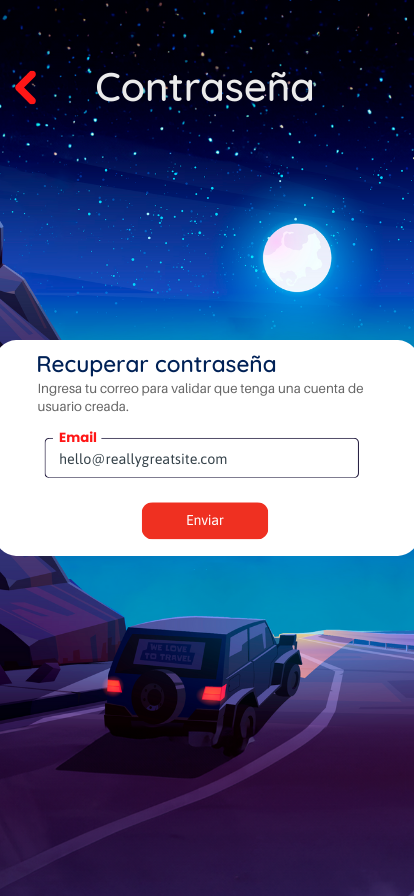 Contraseña
Recuperar contraseña
Ingresa tu correo para validar que tenga una cuenta de
usuario creada.
Email
hello@reallygreatsite.com
Enviar
WE LOVE
TO TRAVEL